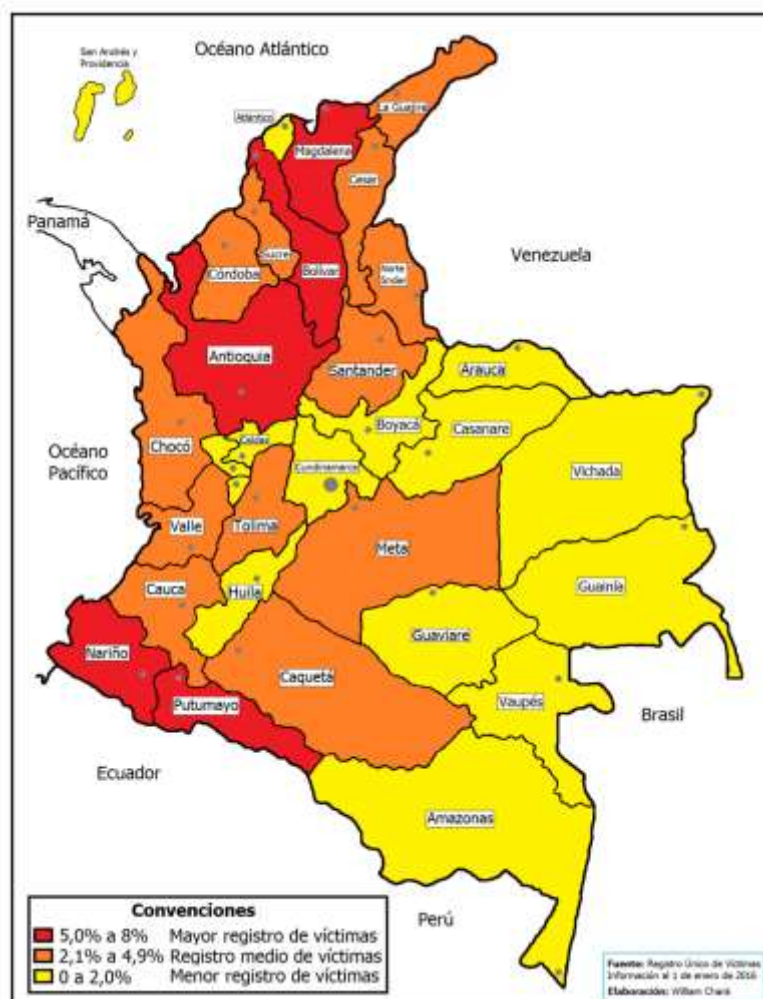 San Andrés y
Providencia
Océano Atlántico
La Guajira
Atlántico
Magdalena
Cesar
Panamá
Venezuela
Sucre
Córdoba
Bolívar
Norte
Snder
Antioquia
Santander
Arauca
Boyacá
Casanare
Chocó
Caldas
Océano
Pacífico
Cundinamarca
Vichada
Valle
Tolima
Meta
Cauca
Huila
Guainía
Guaviare
Nariño
Caquetá
Putumayo
Vaupés
Brasil
Ecuador
Amazonas
Perú
Convenciones
5,0% a 8% Mayor registro de víctimas
2,1% a 4,9% Registro medio de víctimas
0 a 2,0% Menor registro de víctimas
Fuente: Registro Único de Víctimas
Información al 1 de enero de 2016
Elaboración: William Chará